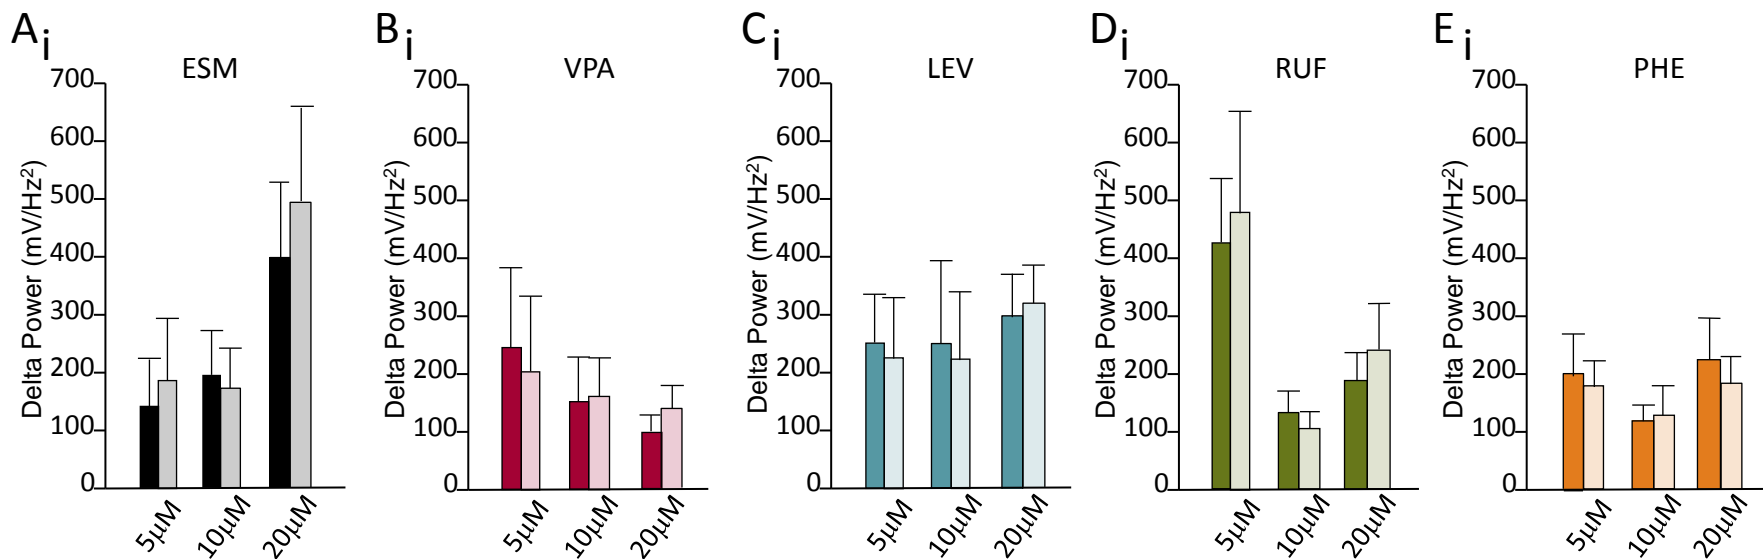 Ai
ESM
Delta Power (mV/Hz²)
700
600
500
400
300
200
100
0
5µM
10µM
20µM
Bi
VPA
Delta Power (mV/Hz²)
700
600
500
400
300
200
100
0
5µM
10µM
20µM
Ci
LEV
Delta Power (mV/Hz²)
700
600
500
400
300
200
100
0
5µM
10µM
20µM
Di
RUF
Delta Power (mV/Hz²)
700
600
500
400
300
200
100
0
5µM
10µM
20µM
Ei
PHE
Delta Power (mV/Hz²)
700
600
500
400
300
200
100
0
5µM
10µM
20µM